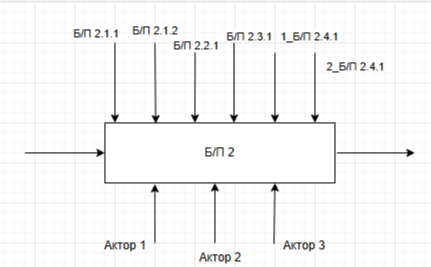 Б/П 2.1.1
Б/П 2.1.2
Б/П 2.2.1
Б/П 2.3.1
1_Б/П 2.4.1
2_Б/П 2.4.1
Б/П 2
Актор 1
Актор 2
Актор 3